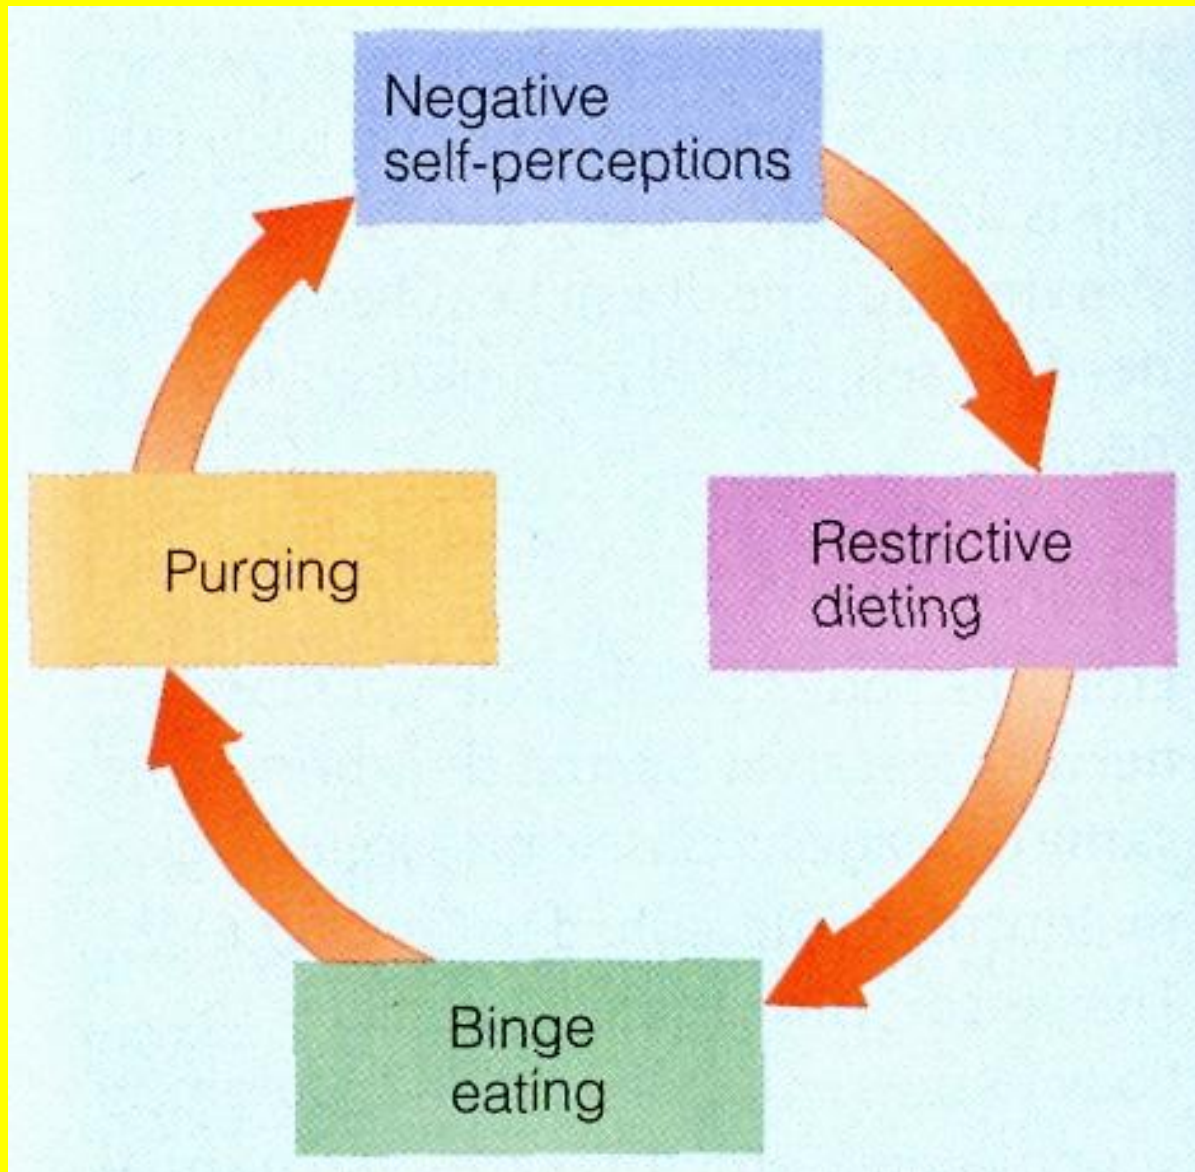 Negative
self-perceptions
Restrictive
dieting
Binge
eating
Purging